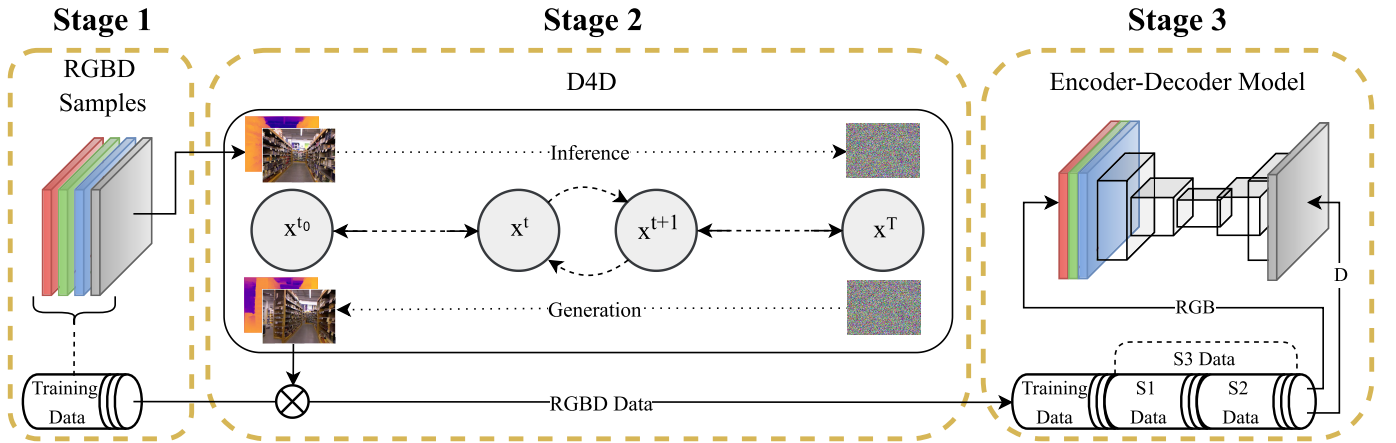 Stage 1
Stage 2
Stage 3
RGBD
Samples
Training
Data
D4D
Inference
x^t0
x^t
x^t+1
x^T
Generation
RGBD Data
Encoder-Decoder Model
D
RGB
S3 Data
Training
Data
S1
Data
S2
Data